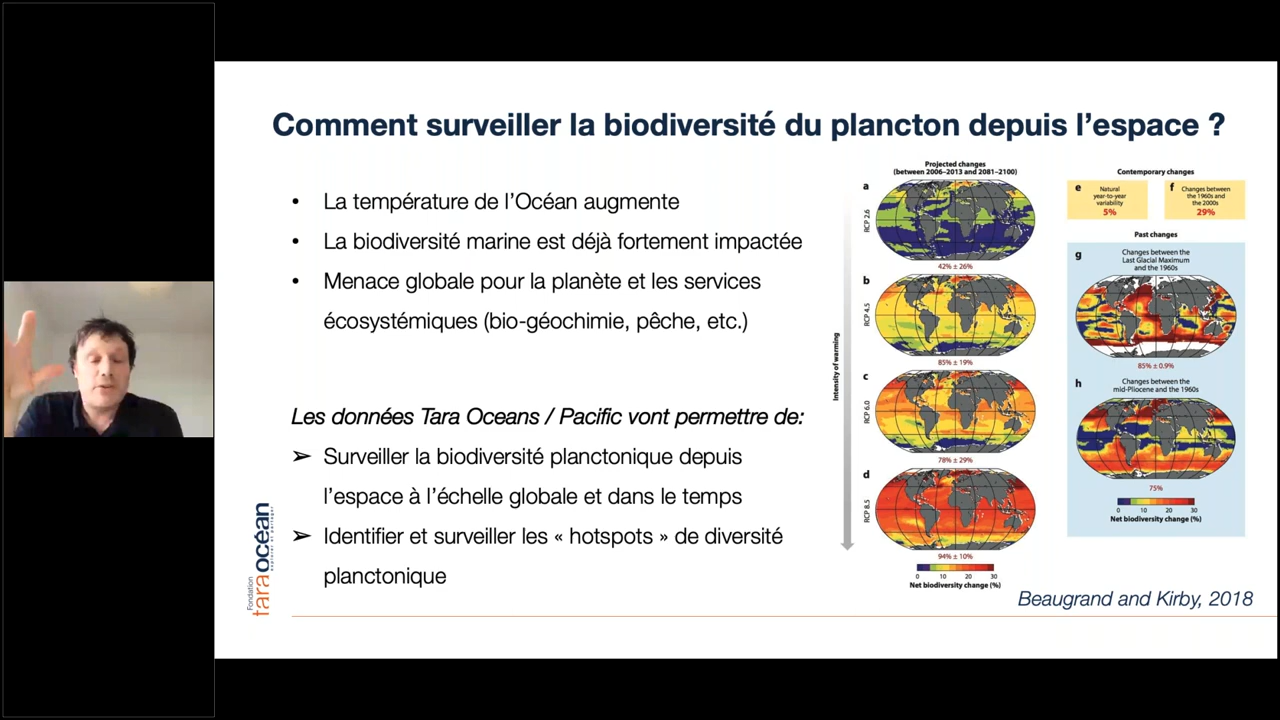 Comment surveiller la biodiversité du plancton depuis l'espace ?
• La température de l'Océan augmente
• La biodiversité marine est déjà fortement impactée
• Menace globale pour la planète et les services
écosystémiques (bio-géochimie, pêche, etc.)
Les données Tara Oceans / Pacific vont permettre de:
➢ Surveiller la biodiversité planctonique depuis
l'espace à l'échelle globale et dans le temps
➢ Identifier et surveiller les « hotspots » de diversité
planctonique
Fondation
taraocéan
explorer et partager
Projected changes
(between 2006–2013 and 2081–2100)
Intensity of warming
a
RCP 2.6
42% ± 26%
b
RCP 4.5
85% ± 19%
c
RCP 6.0
78% ± 29%
d
RCP 8.5
94% ± 10%
0 10 20 30
Net biodiversity change (%)
Contemporary changes
e
Natural
year-to-year
variability
5%
f
Changes between
the 1960s and
the 2000s
29%
Past changes
g
Changes between the
Last Glacial Maximum
and the 1960s
85% ± 0.9%
h
Changes between the
mid-Pliocene and the 1960s
75%
0 10 20 30
Net biodiversity change (%)
Beaugrand and Kirby, 2018